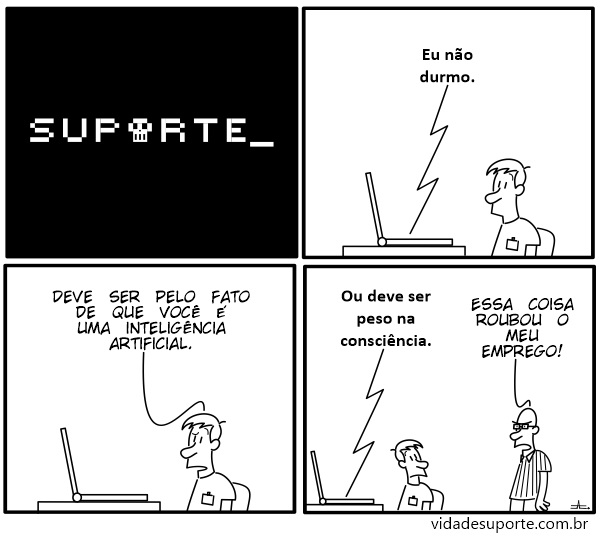 SUPORTE_
Eu não
durmo.
DEVE SER PELO FATO
DE QUE VOCÊ É
UMA INTELIGÊNCIA
ARTIFICIAL.
Ou deve ser
peso na
consciência.
ESSA COISA
ROUBOU O
MEU
EMPREGO!
vidadesuporte.com.br